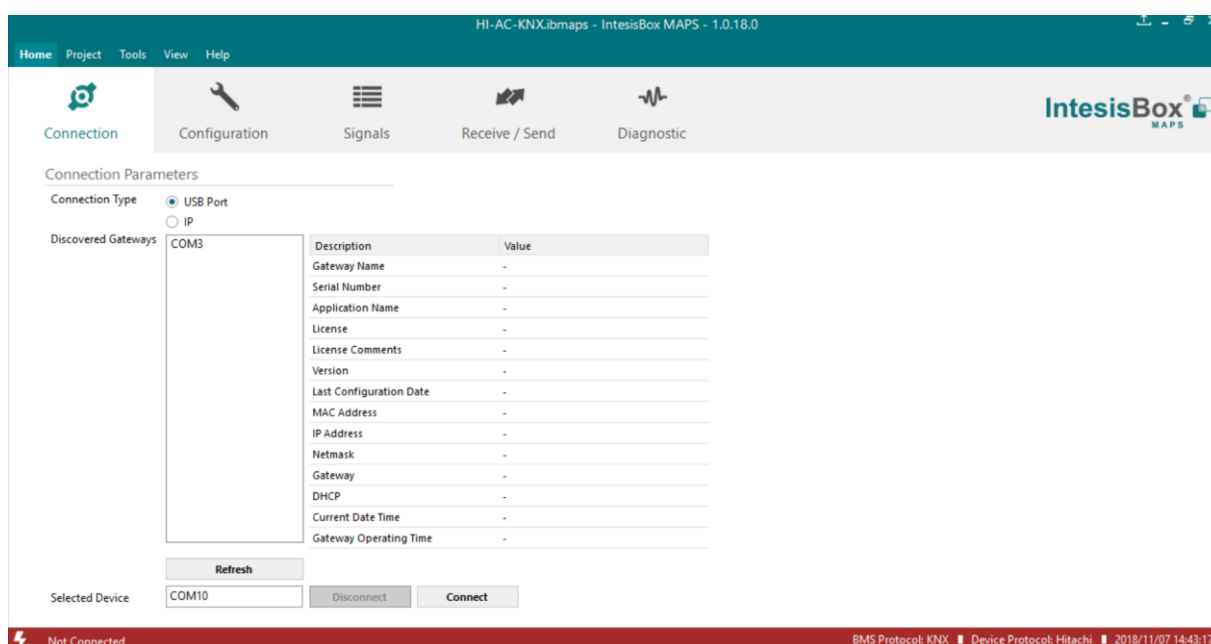 HI-AC-KNX.ibmaps - IntesisBox MAPS - 1.0.18.0
Home Project Tools View Help
Connection Configuration Signals Receive / Send Diagnostic
IntesisBox®
MAPS
Connection Parameters
Connection Type USB Port
IP
Discovered Gateways COM3
Description Value
Gateway Name -
Serial Number -
Application Name -
License -
License Comments -
Version -
Last Configuration Date -
MAC Address -
IP Address -
Netmask -
Gateway -
DHCP -
Current Date Time -
Gateway Operating Time -
Refresh
Selected Device COM10 Disconnect Connect
Not Connected BMS Protocol: KNX Device Protocol: Hitachi 2018/11/07 14:43:17